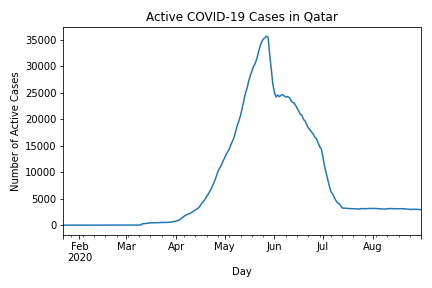 Active COVID-19 Cases in Qatar
Number of Active Cases
35000
30000
25000
20000
15000
10000
5000
0
Feb Mar Apr May Jun Jul Aug
2020
Day